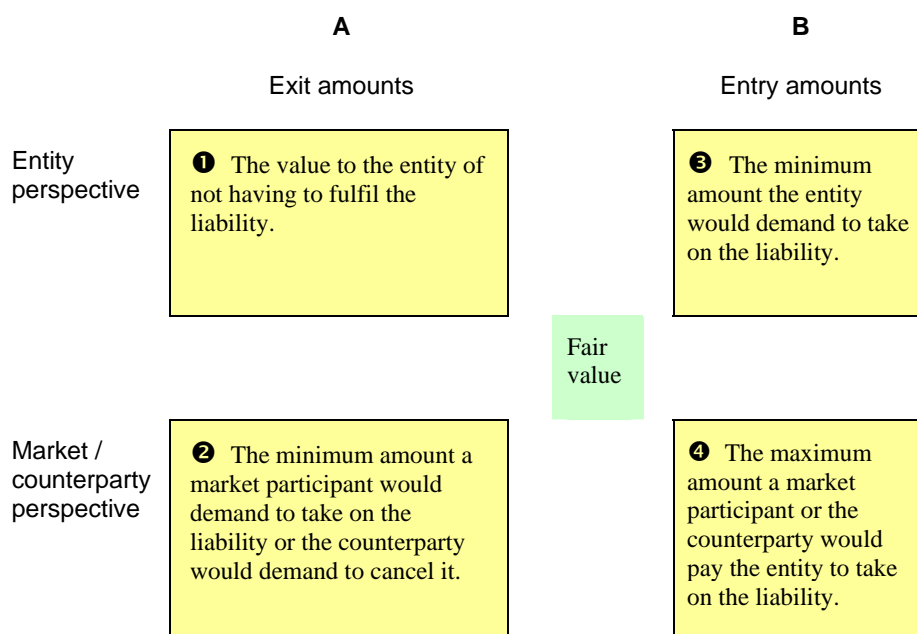 A
B
Exit amounts
Entry amounts
Entity
perspective
❶ The value to the entity of
not having to fulfil the
liability.
❸ The minimum
amount the entity
would demand to take
on the liability.
Fair
value
Market /
counterparty
perspective
❷ The minimum amount a
market participant would
demand to take on the
liability or the counterparty
would demand to cancel it.
❹ The maximum
amount a market
participant or the
counterparty would
pay the entity to take
on the liability.